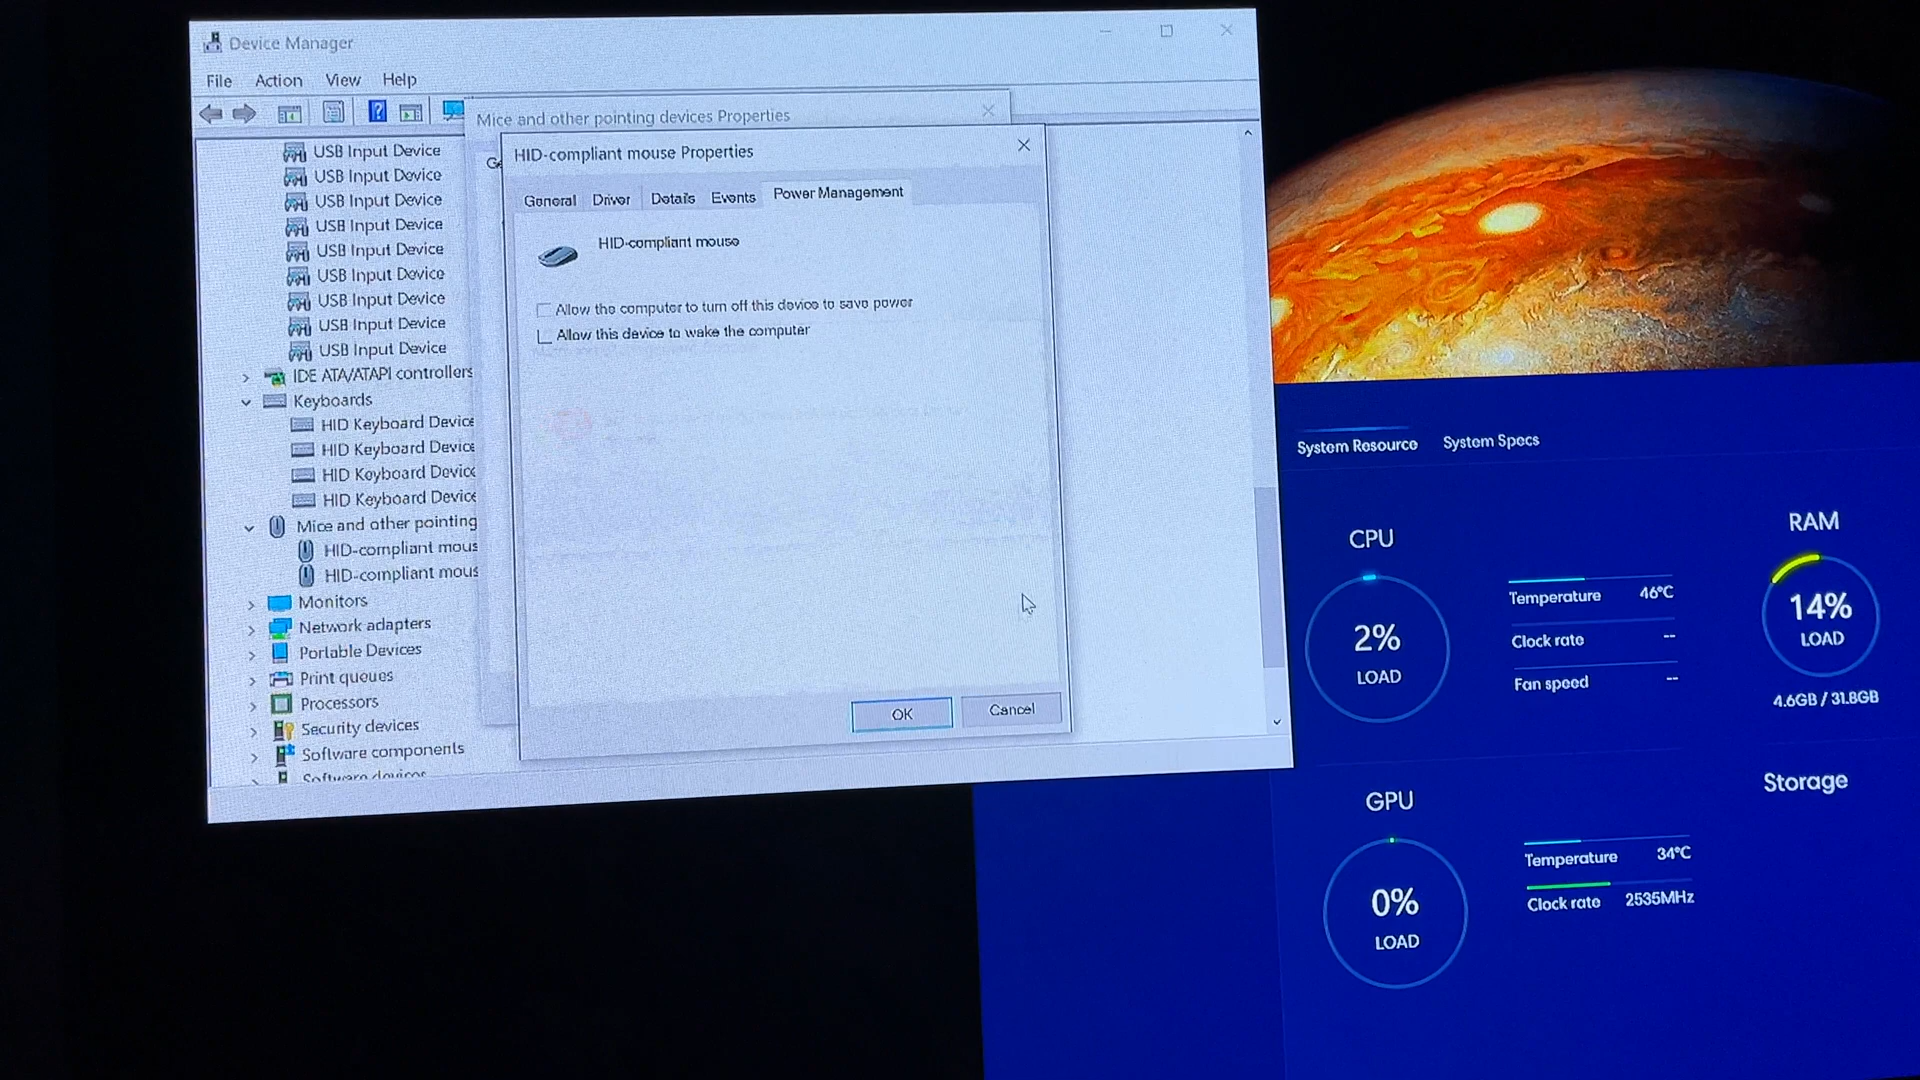 Device Manager
File Action View Help
Mice and other pointing devices Properties
HID-compliant mouse Properties
General Driver Details Events Power Management
HID-compliant mouse
Allow the computer to turn off this device to save power
Allow this device to wake the computer
OK Cancel
USB Input Device
USB Input Device
USB Input Device
USB Input Device
USB Input Device
USB Input Device
USB Input Device
USB Input Device
USB Input Device
IDE ATA/ATAPI controllers
Keyboards
HID Keyboard Device
HID Keyboard Device
HID Keyboard Device
HID Keyboard Device
Mice and other pointing
HID-compliant mous
HID-compliant mous
Monitors
Network adapters
Portable Devices
Print queues
Processors
Security devices
Software components
Software devices
System Resource System Specs
CPU
2%
LOAD
Temperature 46°C
Clock rate --
Fan speed --
RAM
14%
LOAD
4.6GB / 31.8GB
GPU
0%
LOAD
Temperature 34°C
Clock rate 2535MHz
Storage